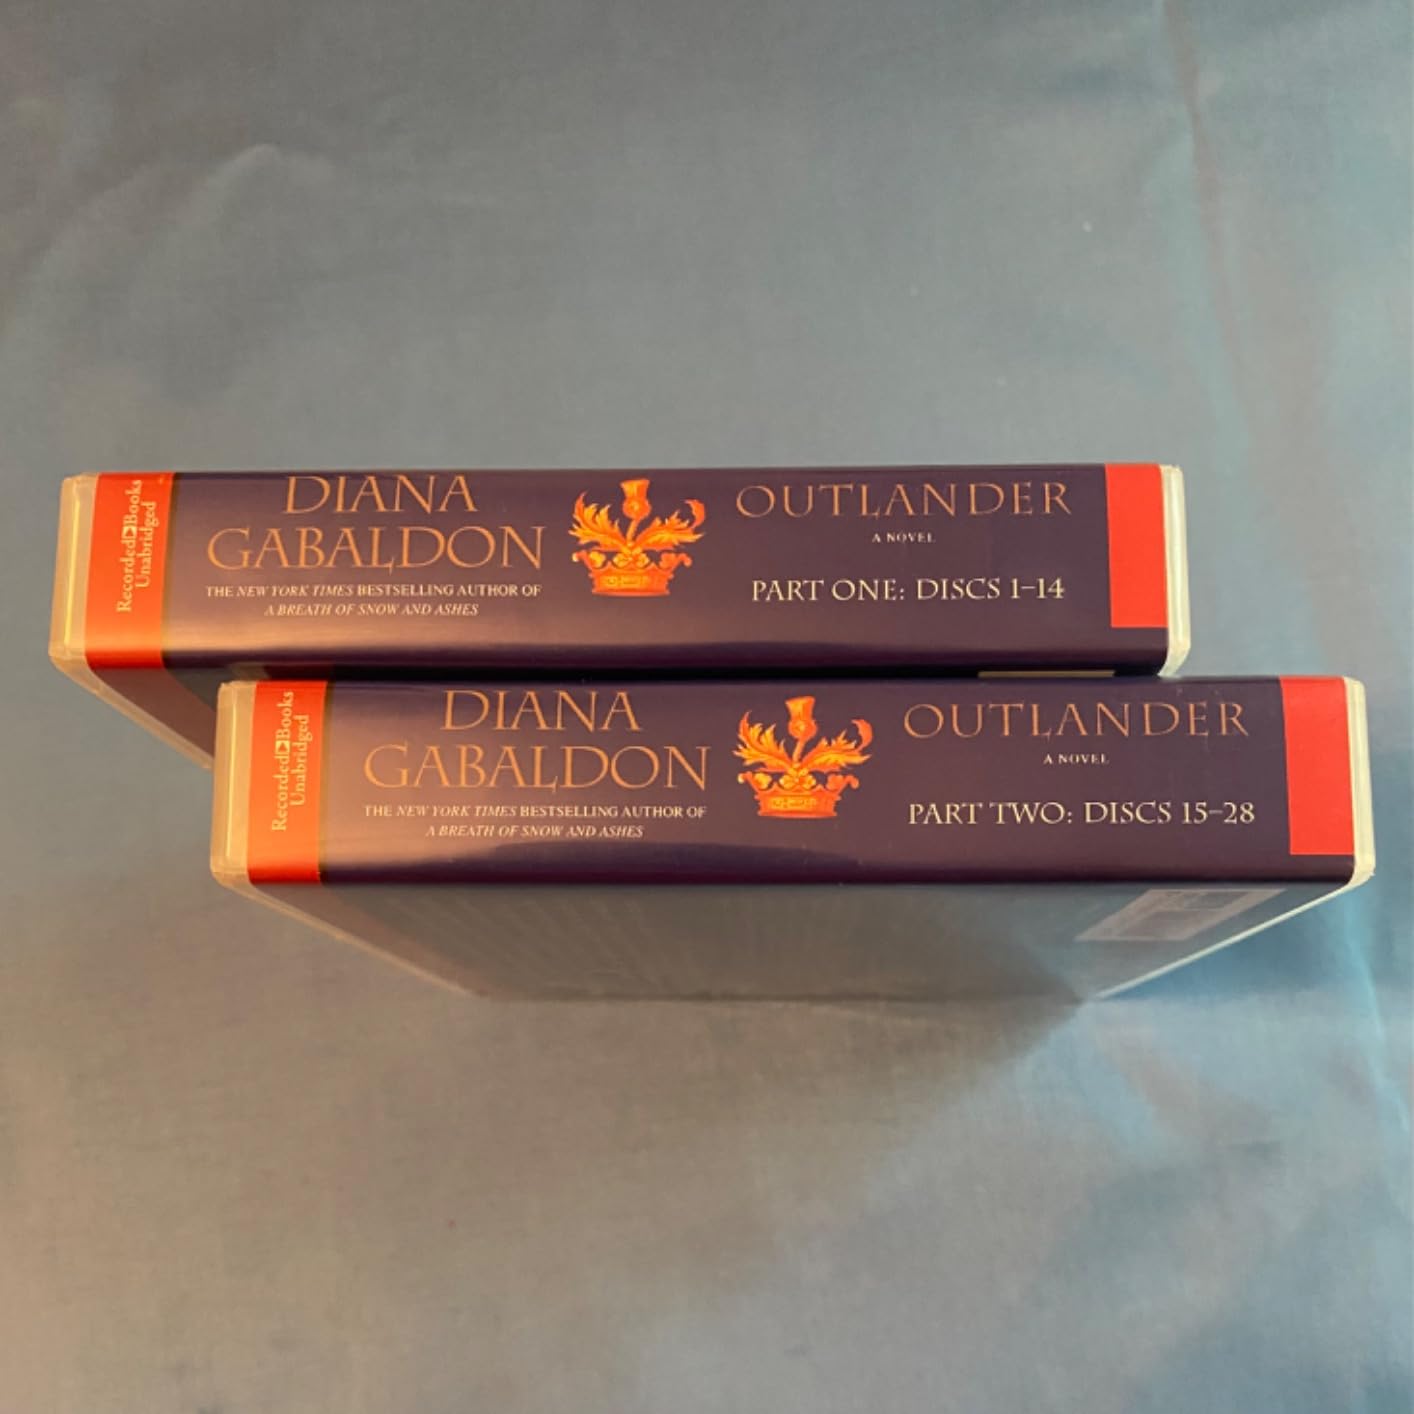 Recorded Books
Unabridged
DIANA
GABALDON
THE NEW YORK TIMES BESTSELLING AUTHOR OF
A BREATH OF SNOW AND ASHES
OUTLANDER
A NOVEL
PART ONE: DISCS 1–14
Recorded Books
Unabridged
DIANA
GABALDON
THE NEW YORK TIMES BESTSELLING AUTHOR OF
A BREATH OF SNOW AND ASHES
OUTLANDER
A NOVEL
PART TWO: DISCS 15–28